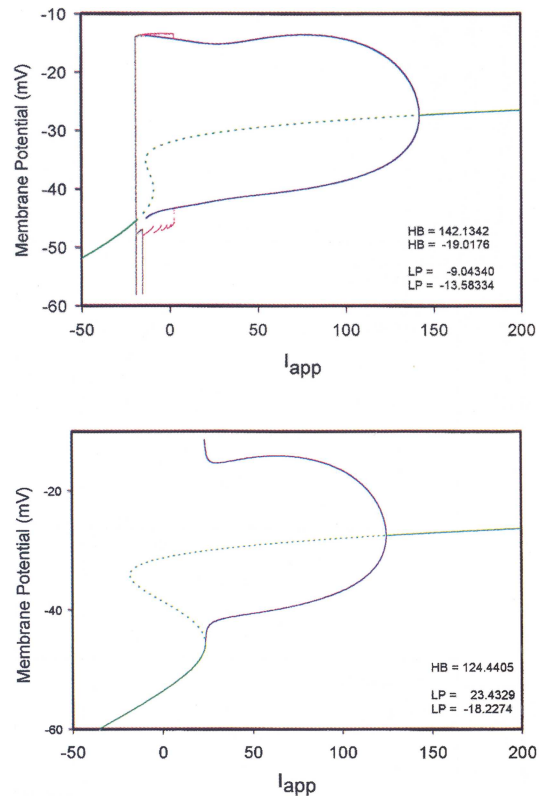 -10
-20
-30
-40
-50
-60
Membrane Potential (mV)
HB = 142.1342
HB = -19.0176
LP = -9.04340
LP = -13.58334
-50 0 50 100 150 200
Iapp
-20
-40
-60
Membrane Potential (mV)
HB = 124.4405
LP = 23.4329
LP = -18.2274
-50 0 50 100 150 200
Iapp